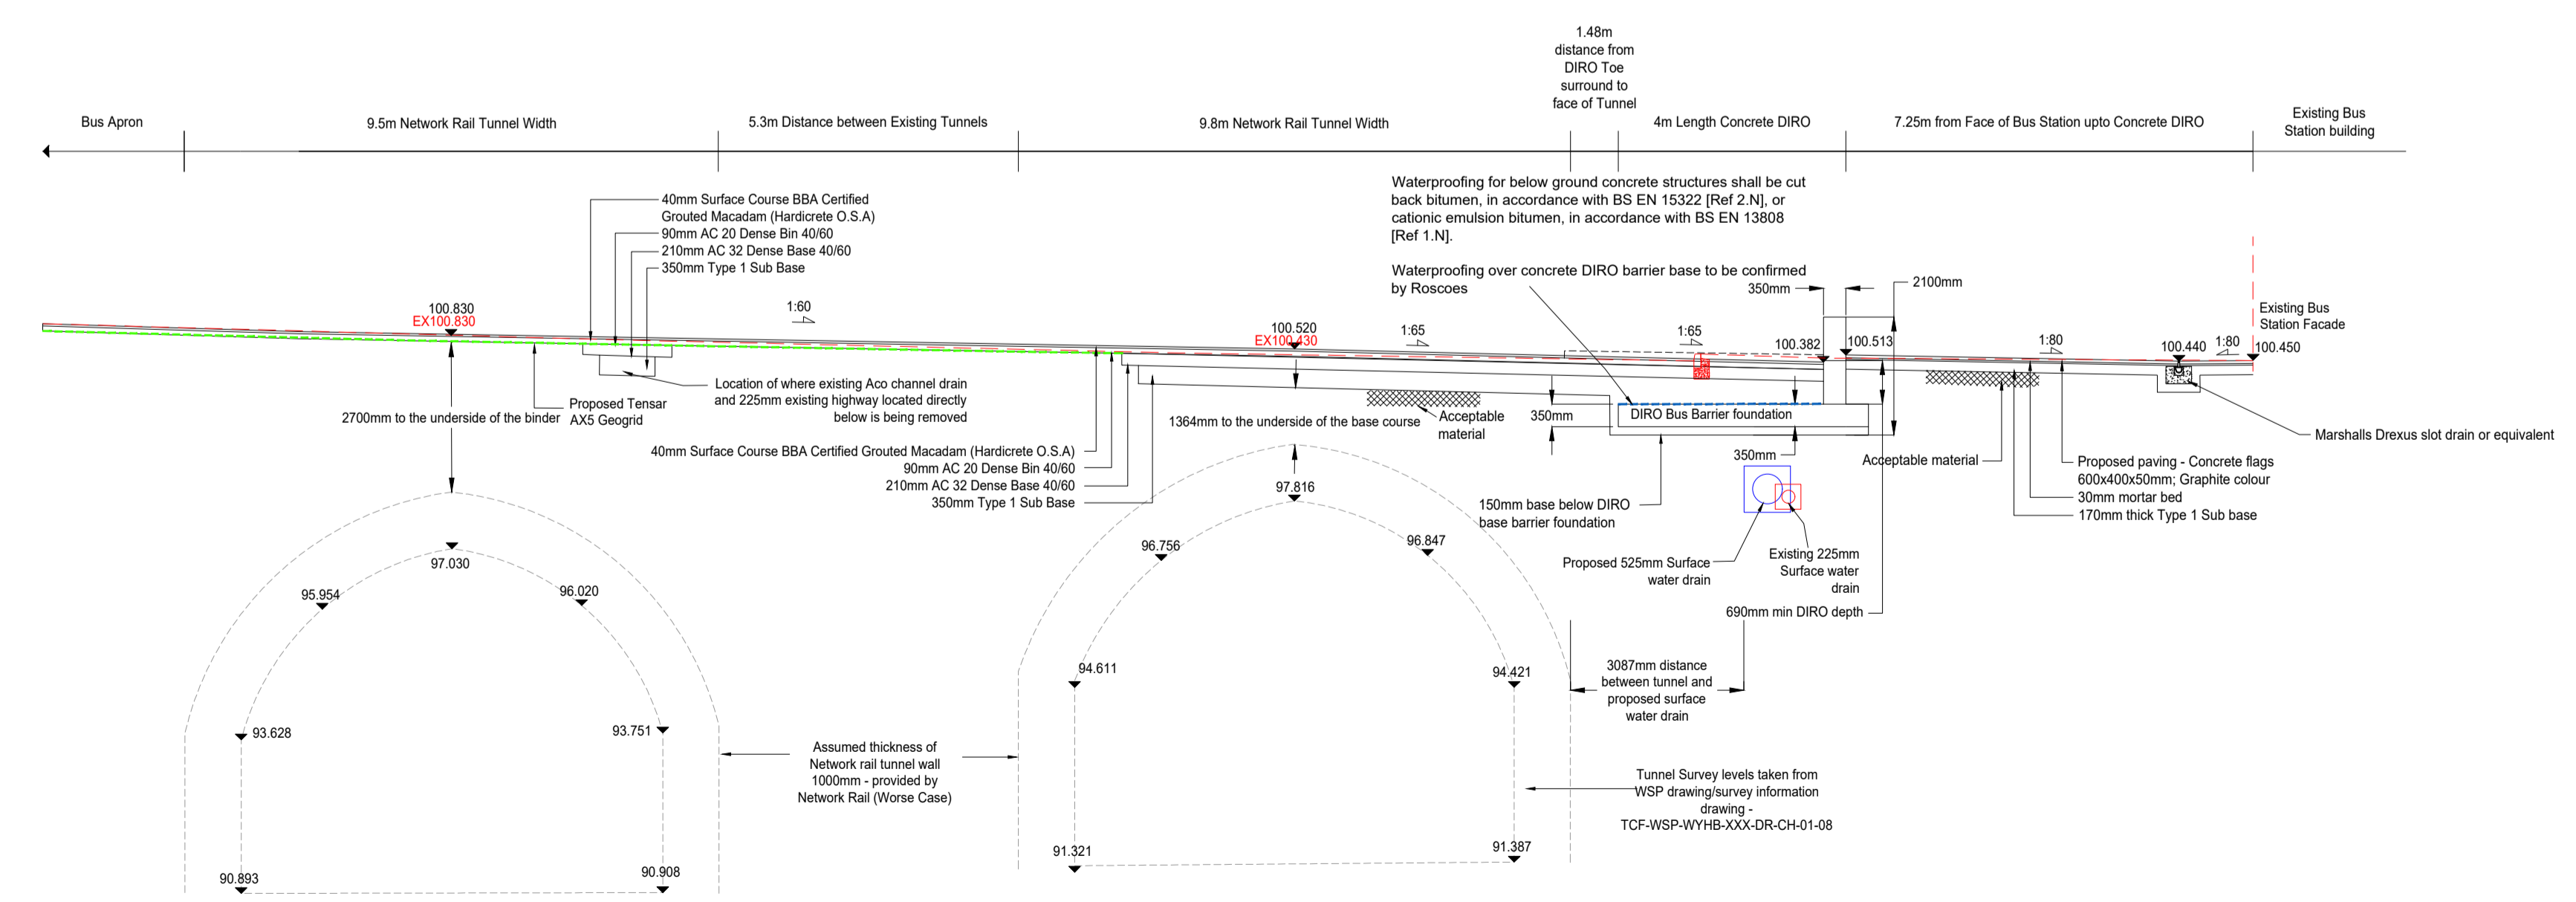 1.48m
distance from
DIRO Toe
surround to
face of Tunnel
Bus Apron
9.5m Network Rail Tunnel Width
5.3m Distance between Existing Tunnels
9.8m Network Rail Tunnel Width
4m Length Concrete DIRO
7.25m from Face of Bus Station upto Concrete DIRO
Existing Bus
Station building
Waterproofing for below ground concrete structures shall be cut
back bitumen, in accordance with BS EN 15322 [Ref 2.N], or
cationic emulsion bitumen, in accordance with BS EN 13808
[Ref 1.N].
40mm Surface Course BBA Certified
Grouted Macadam (Hardicrete O.S.A)
90mm AC 20 Dense Bin 40/60
210mm AC 32 Dense Base 40/60
350mm Type 1 Sub Base
Waterproofing over concrete DIRO barrier base to be confirmed
by Roscoes
350mm
2100mm
100.830
EX100.830
1:60
100.520
EX100.430
1:65
1:65
100.382
100.513
1:80
100.440
1:80
100.450
Existing Bus
Station Facade
Location of where existing Aco channel drain
and 225mm existing highway located directly
below is being removed
Proposed Tensar
AX5 Geogrid
2700mm to the underside of the binder
1364mm to the underside of the base course
Acceptable
material
350mm
DIRO Bus Barrier foundation
350mm
Marshalls Drexus slot drain or equivalent
40mm Surface Course BBA Certified Grouted Macadam (Hardicrete O.S.A)
90mm AC 20 Dense Bin 40/60
210mm AC 32 Dense Base 40/60
350mm Type 1 Sub Base
Acceptable material
Proposed paving - Concrete flags
600x400x50mm; Graphite colour
30mm mortar bed
170mm thick Type 1 Sub base
150mm base below DIRO
base barrier foundation
Proposed 525mm Surface
water drain
Existing 225mm
Surface water
drain
690mm min DIRO depth
97.816
96.756
96.847
97.030
95.954
96.020
94.611
94.421
3087mm distance
between tunnel and
proposed surface
water drain
93.628
93.751
Assumed thickness of
Network rail tunnel wall
1000mm - provided by
Network Rail (Worse Case)
Tunnel Survey levels taken from
WSP drawing/survey information
drawing -
TCF-WSP-WYHB-XXX-DR-CH-01-08
91.321
91.387
90.893
90.908